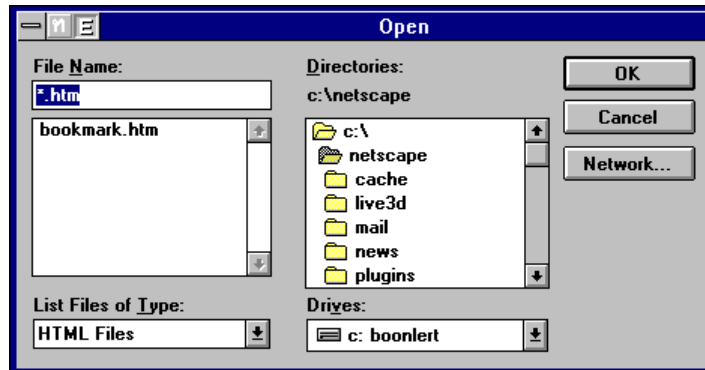 ก E Open
File Name:
*.htm
bookmark.htm
List Files of Type:
HTML Files
Directories:
c:\netscape
c:\
netscape
cache
live3d
mail
news
plugins
Drives:
c: boonlert
OK
Cancel
Network...